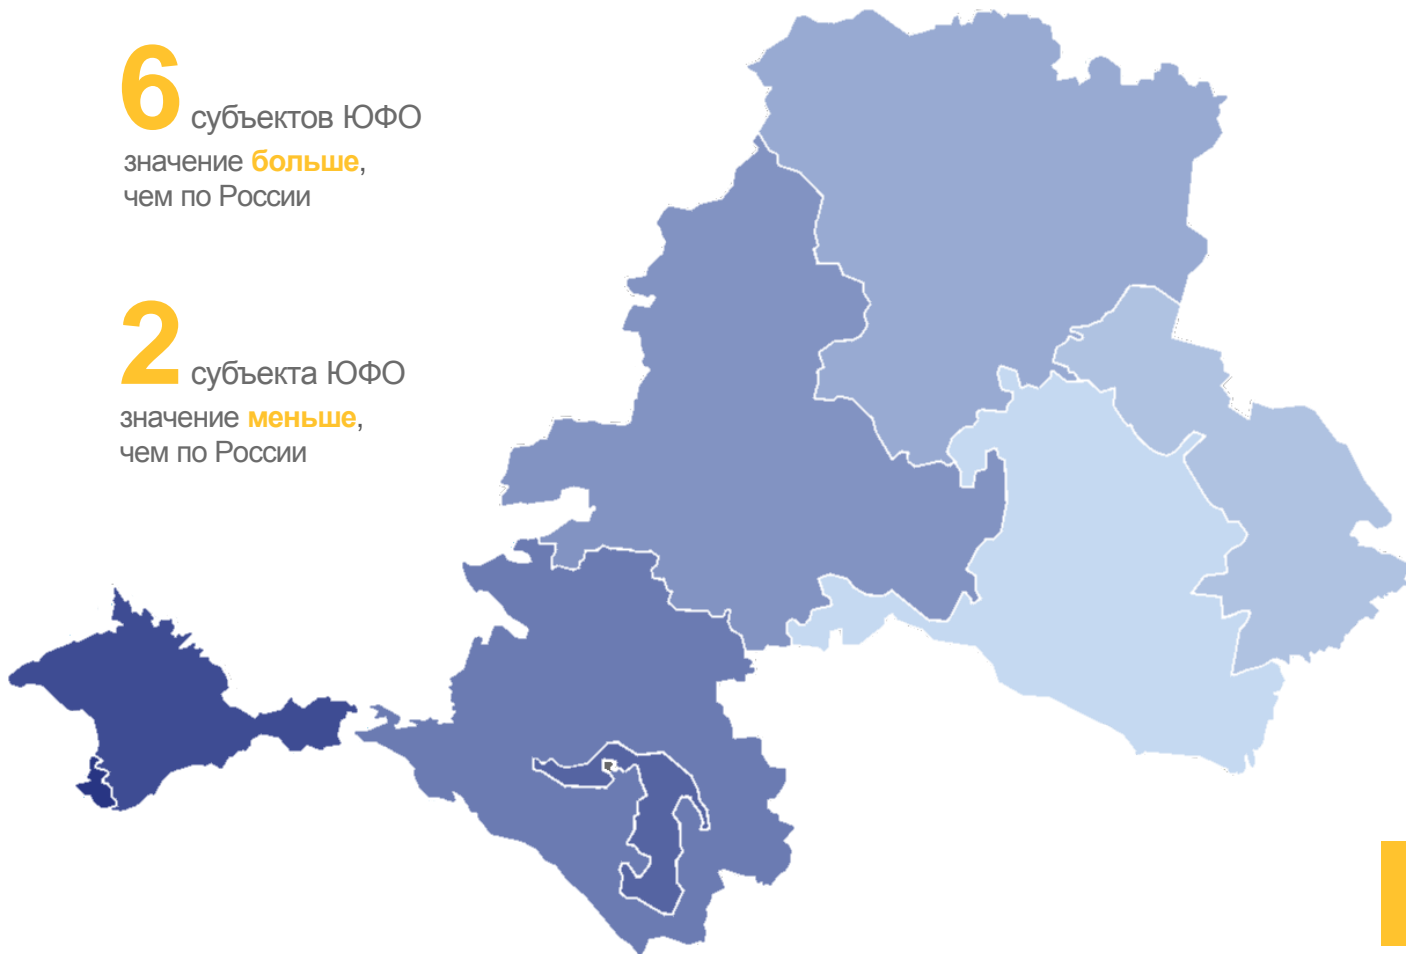 6 субъектов ЮФО
значение больше,
чем по России
2 субъекта ЮФО
значение меньше,
чем по России